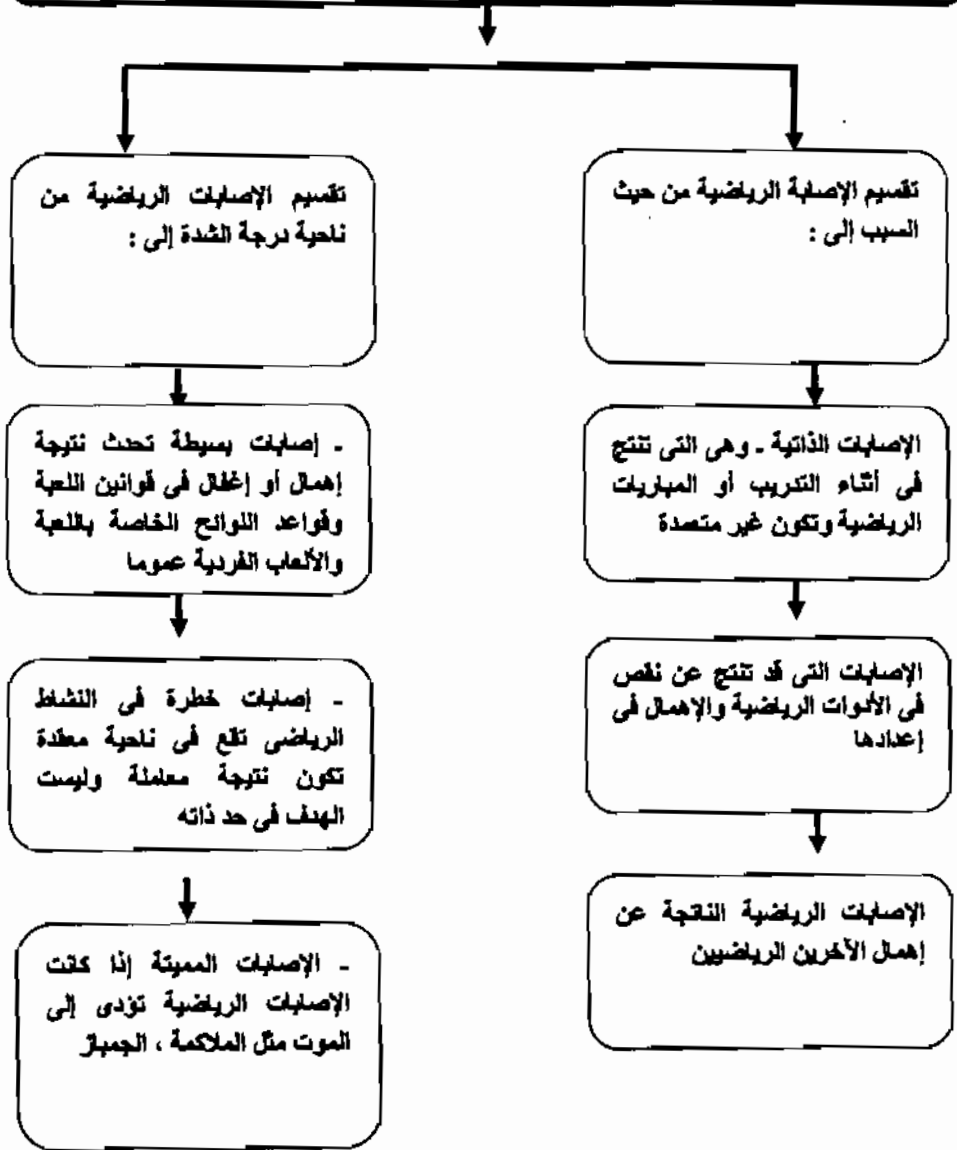 تقسيم الإصابة الرياضية من حيث
السبب إلى :
الإصابات الذاتية - وهى التى تنتج
فى أثناء التدريب أو المباريات
الرياضية وتكون غير متعمدة
الإصابات التى قد تنتج عن نقص
فى الأدوات الرياضية والإهمال فى
إعدادها
الإصابات الرياضية الناتجة عن
إهمال الآخرين الرياضيين
تقسيم الإصابات الرياضية من
ناحية درجة الشدة إلى :
- إصابات بسيطة تحدث نتيجة
إهمال أو إغفال فى قوانين اللعبة
وقواعد اللوائح الخاصة باللعبة
والألعاب الفردية عموما
- إصابات خطرة فى النشاط
الرياضى تقع فى ناحية معقدة
تكون نتيجة معاملة وليست
الهدف فى حد ذاته
- الإصابات المميتة إذا كانت
الإصابات الرياضية تؤدى إلى
الموت مثل الملاكمة ، الجمباز